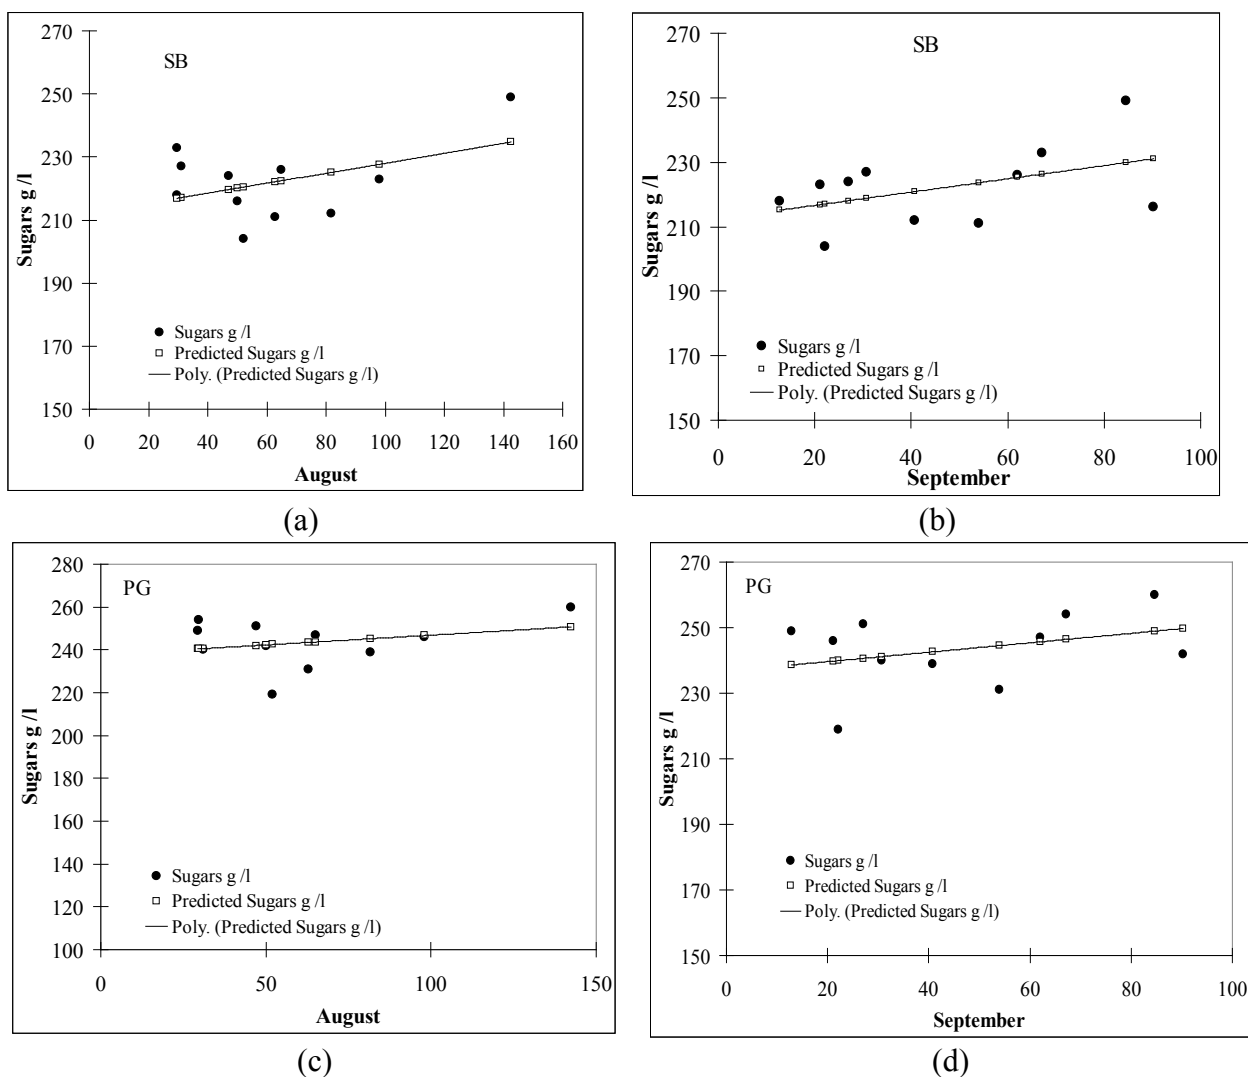 270
250
230
210
190
170
150
Sugars g /l
SB
Sugars g /l
Predicted Sugars g /l
Poly. (Predicted Sugars g /l)
0 20 40 60 80 100 120 140 160
August
(a)
270
250
230
210
190
170
150
Sugars g /l
SB
Sugars g /l
Predicted Sugars g /l
Poly. (Predicted Sugars g /l)
0 20 40 60 80 100
September
(b)
280
260
240
220
200
180
160
140
120
100
Sugars g /l
PG
Sugars g /l
Predicted Sugars g /l
Poly. (Predicted Sugars g /l)
0 50 100 150
August
(c)
270
250
230
210
190
170
150
Sugars g /l
PG
Sugars g /l
Predicted Sugars g /l
Poly. (Predicted Sugars g /l)
0 20 40 60 80 100
September
(d)